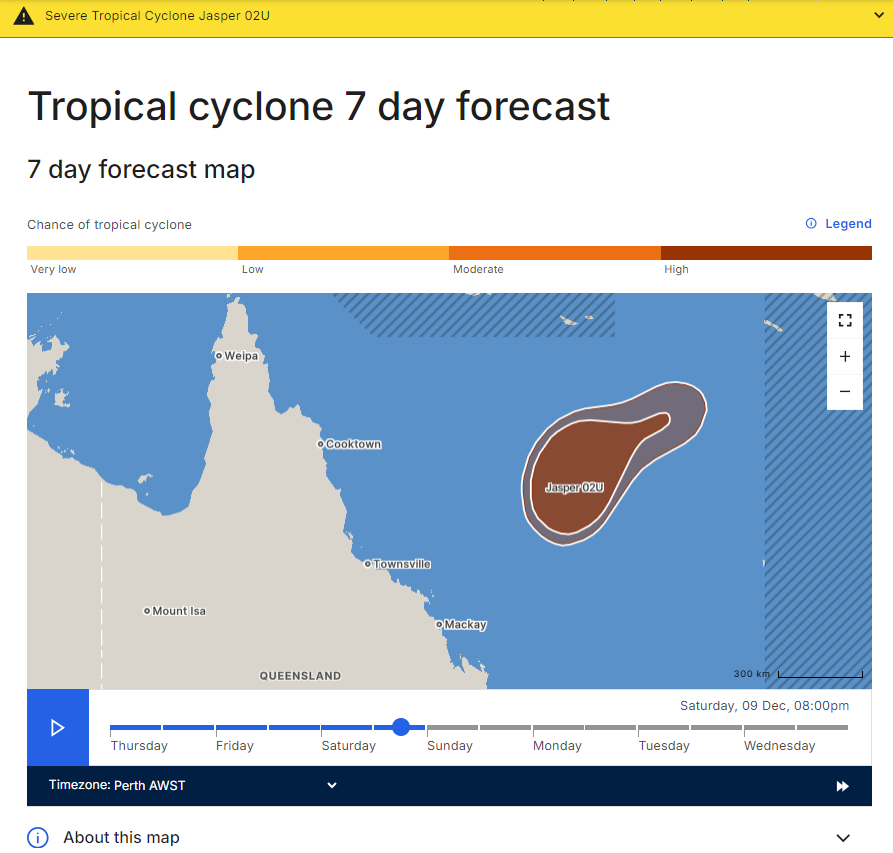 Severe Tropical Cyclone Jasper 02U
Tropical cyclone 7 day forecast
7 day forecast map
Chance of tropical cyclone
Legend
Very low
Low
Moderate
High
Weipa
Cooktown
Jasper 02U
Townsville
Mount Isa
Mackay
QUEENSLAND
300 km
Saturday, 09 Dec, 08:00pm
Thursday Friday Saturday Sunday Monday Tuesday Wednesday
Timezone: Perth AWST
About this map